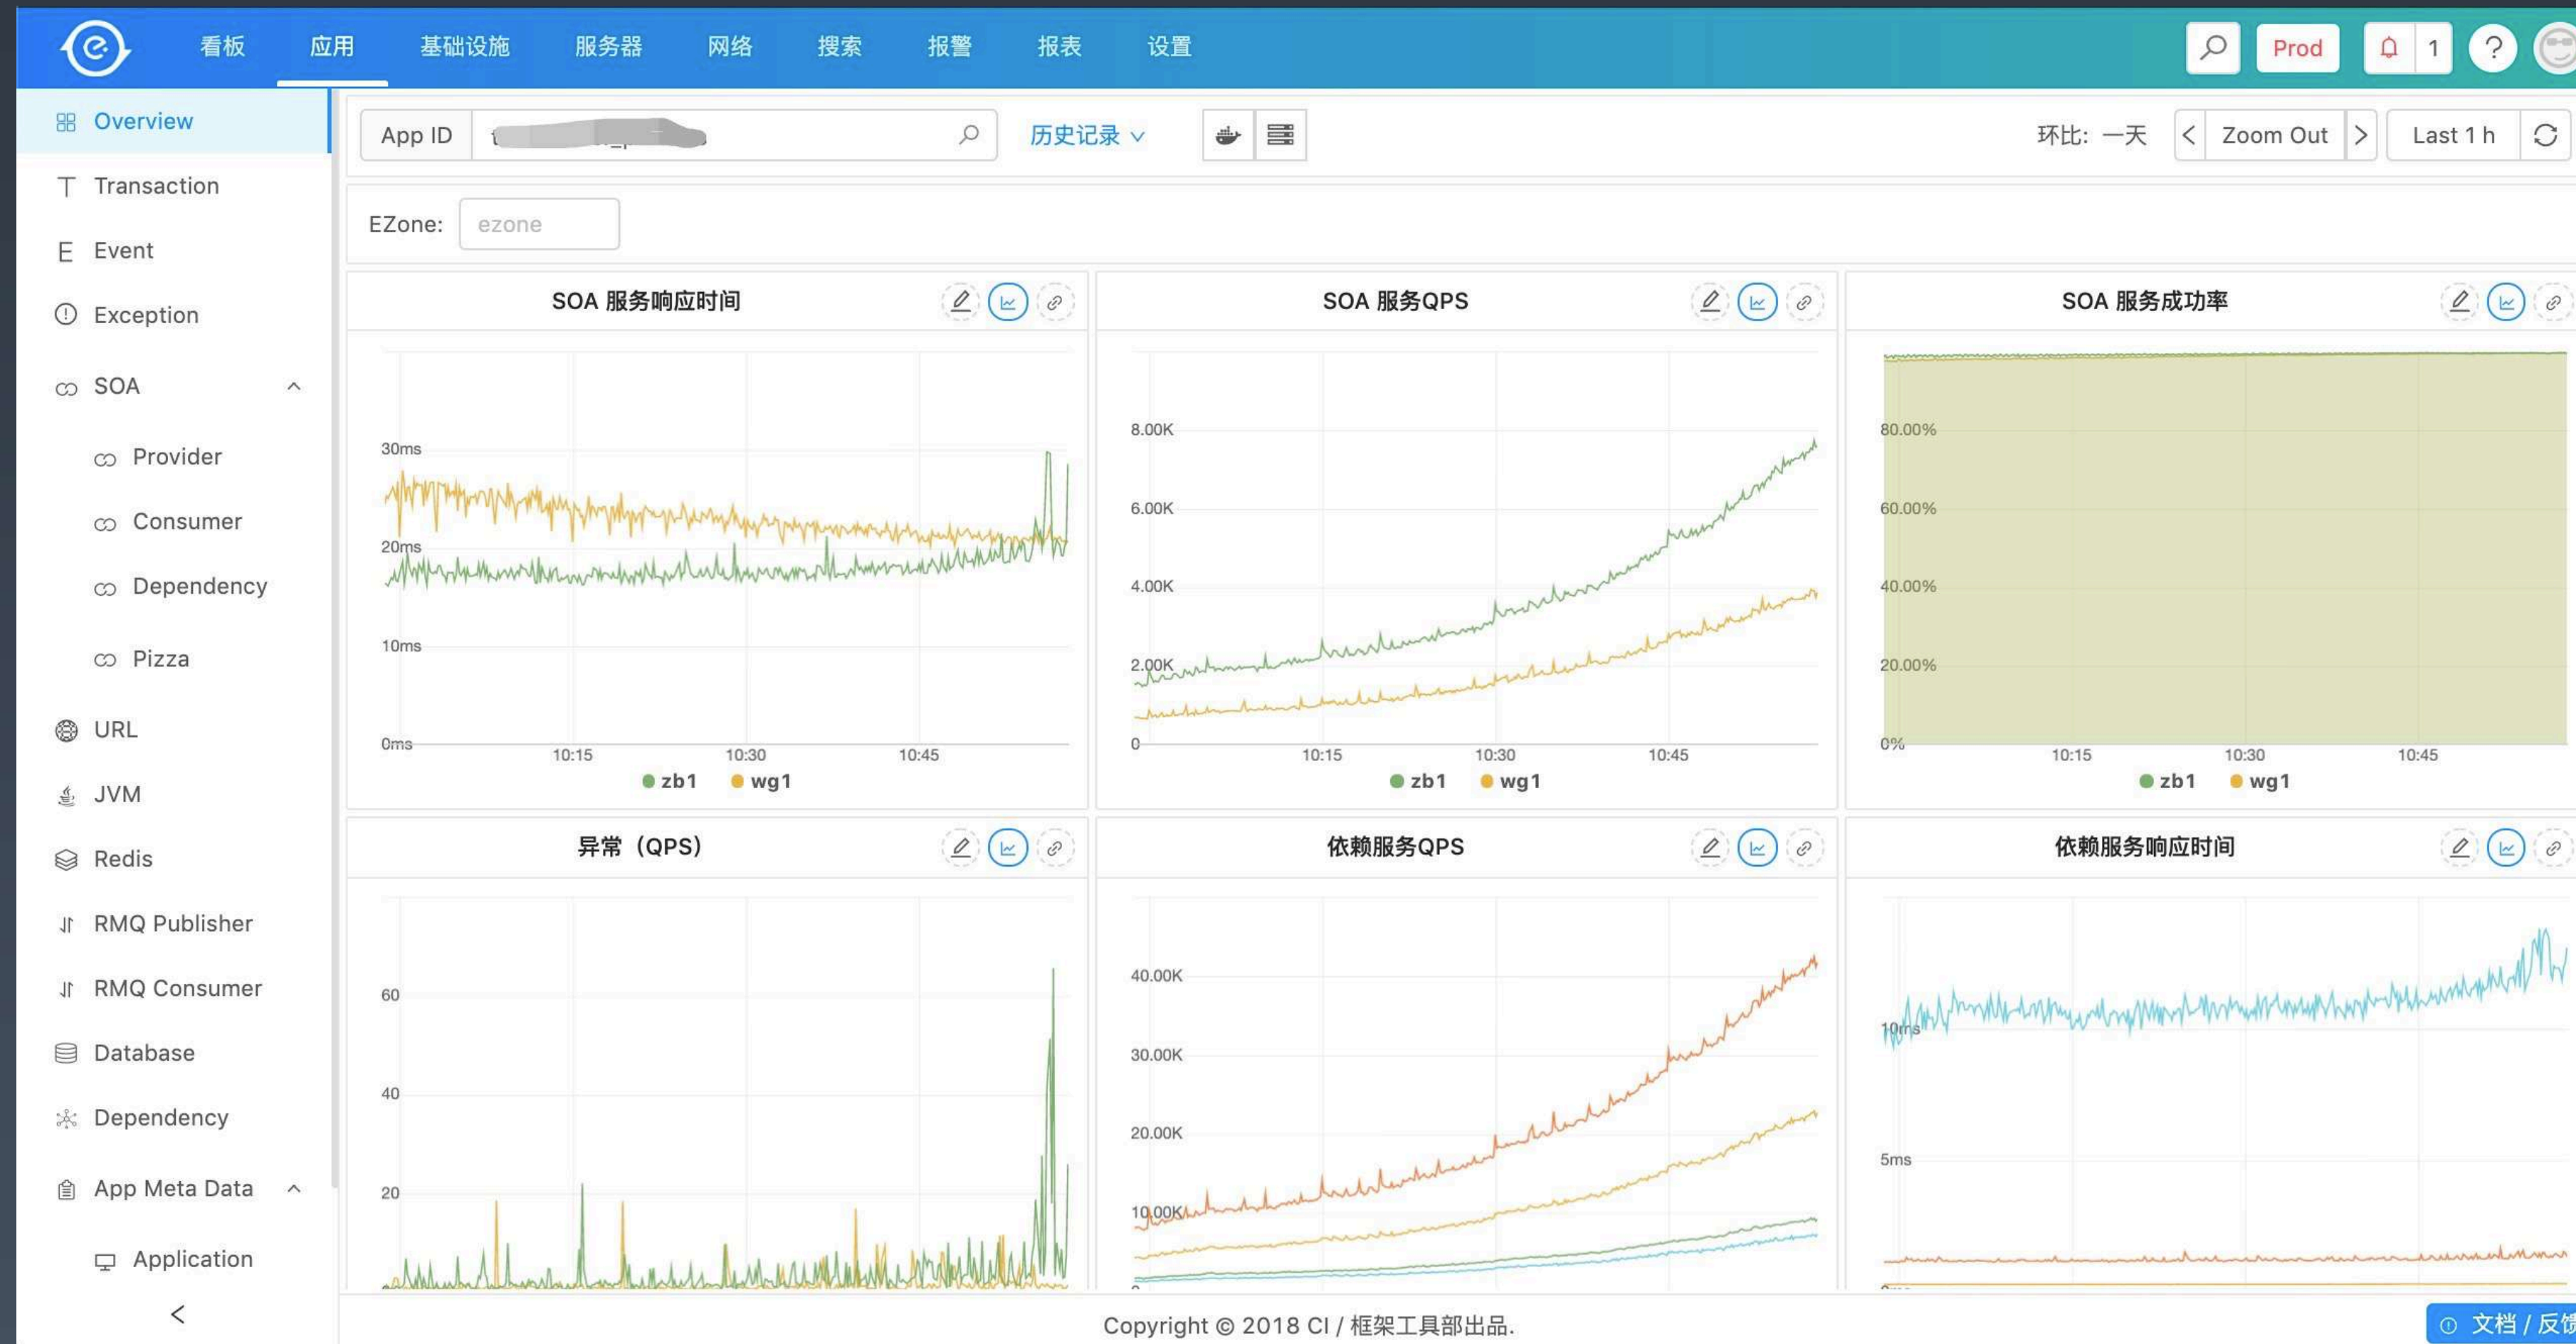 看板 应用 基础设施 服务器 网络 搜索 报警 报表 设置 Prod 1 ?
Overview
Transaction
Event
Exception
SOA
Provider
Consumer
Dependency
Pizza
URL
JVM
Redis
RMQ Publisher
RMQ Consumer
Database
Dependency
App Meta Data
Application
App ID 历史记录 环比: 一天 Zoom Out Last 1 h
EZone: ezone
SOA 服务响应时间
30ms
20ms
10ms
0ms
10:15 10:30 10:45
zb1 wg1
SOA 服务QPS
8.00K
6.00K
4.00K
2.00K
0
10:15 10:30 10:45
zb1 wg1
SOA 服务成功率
80.00%
60.00%
40.00%
20.00%
0%
10:15 10:30 10:45
zb1 wg1
异常（QPS）
60
40
20
依赖服务QPS
40.00K
30.00K
20.00K
10.00K
依赖服务响应时间
10ms
5ms
Copyright © 2018 CI / 框架工具部出品.
文档 / 反馈